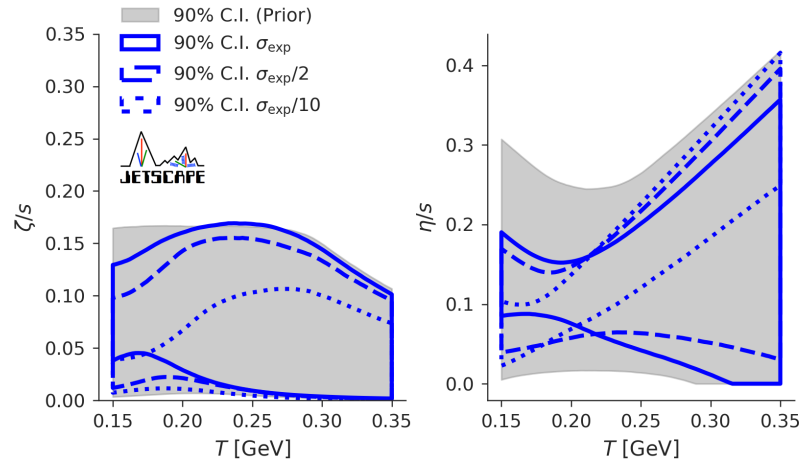 90% C.I. (Prior)
90% C.I. σexp
90% C.I. σexp/2
90% C.I. σexp/10
JETSCAPE
0.35
0.30
0.25
0.20
0.15
0.10
0.05
0.00
ζ/s
0.15 0.20 0.25 0.30 0.35
T [GeV]
0.4
0.3
0.2
0.1
0.0
η/s
0.15 0.20 0.25 0.30 0.35
T [GeV]